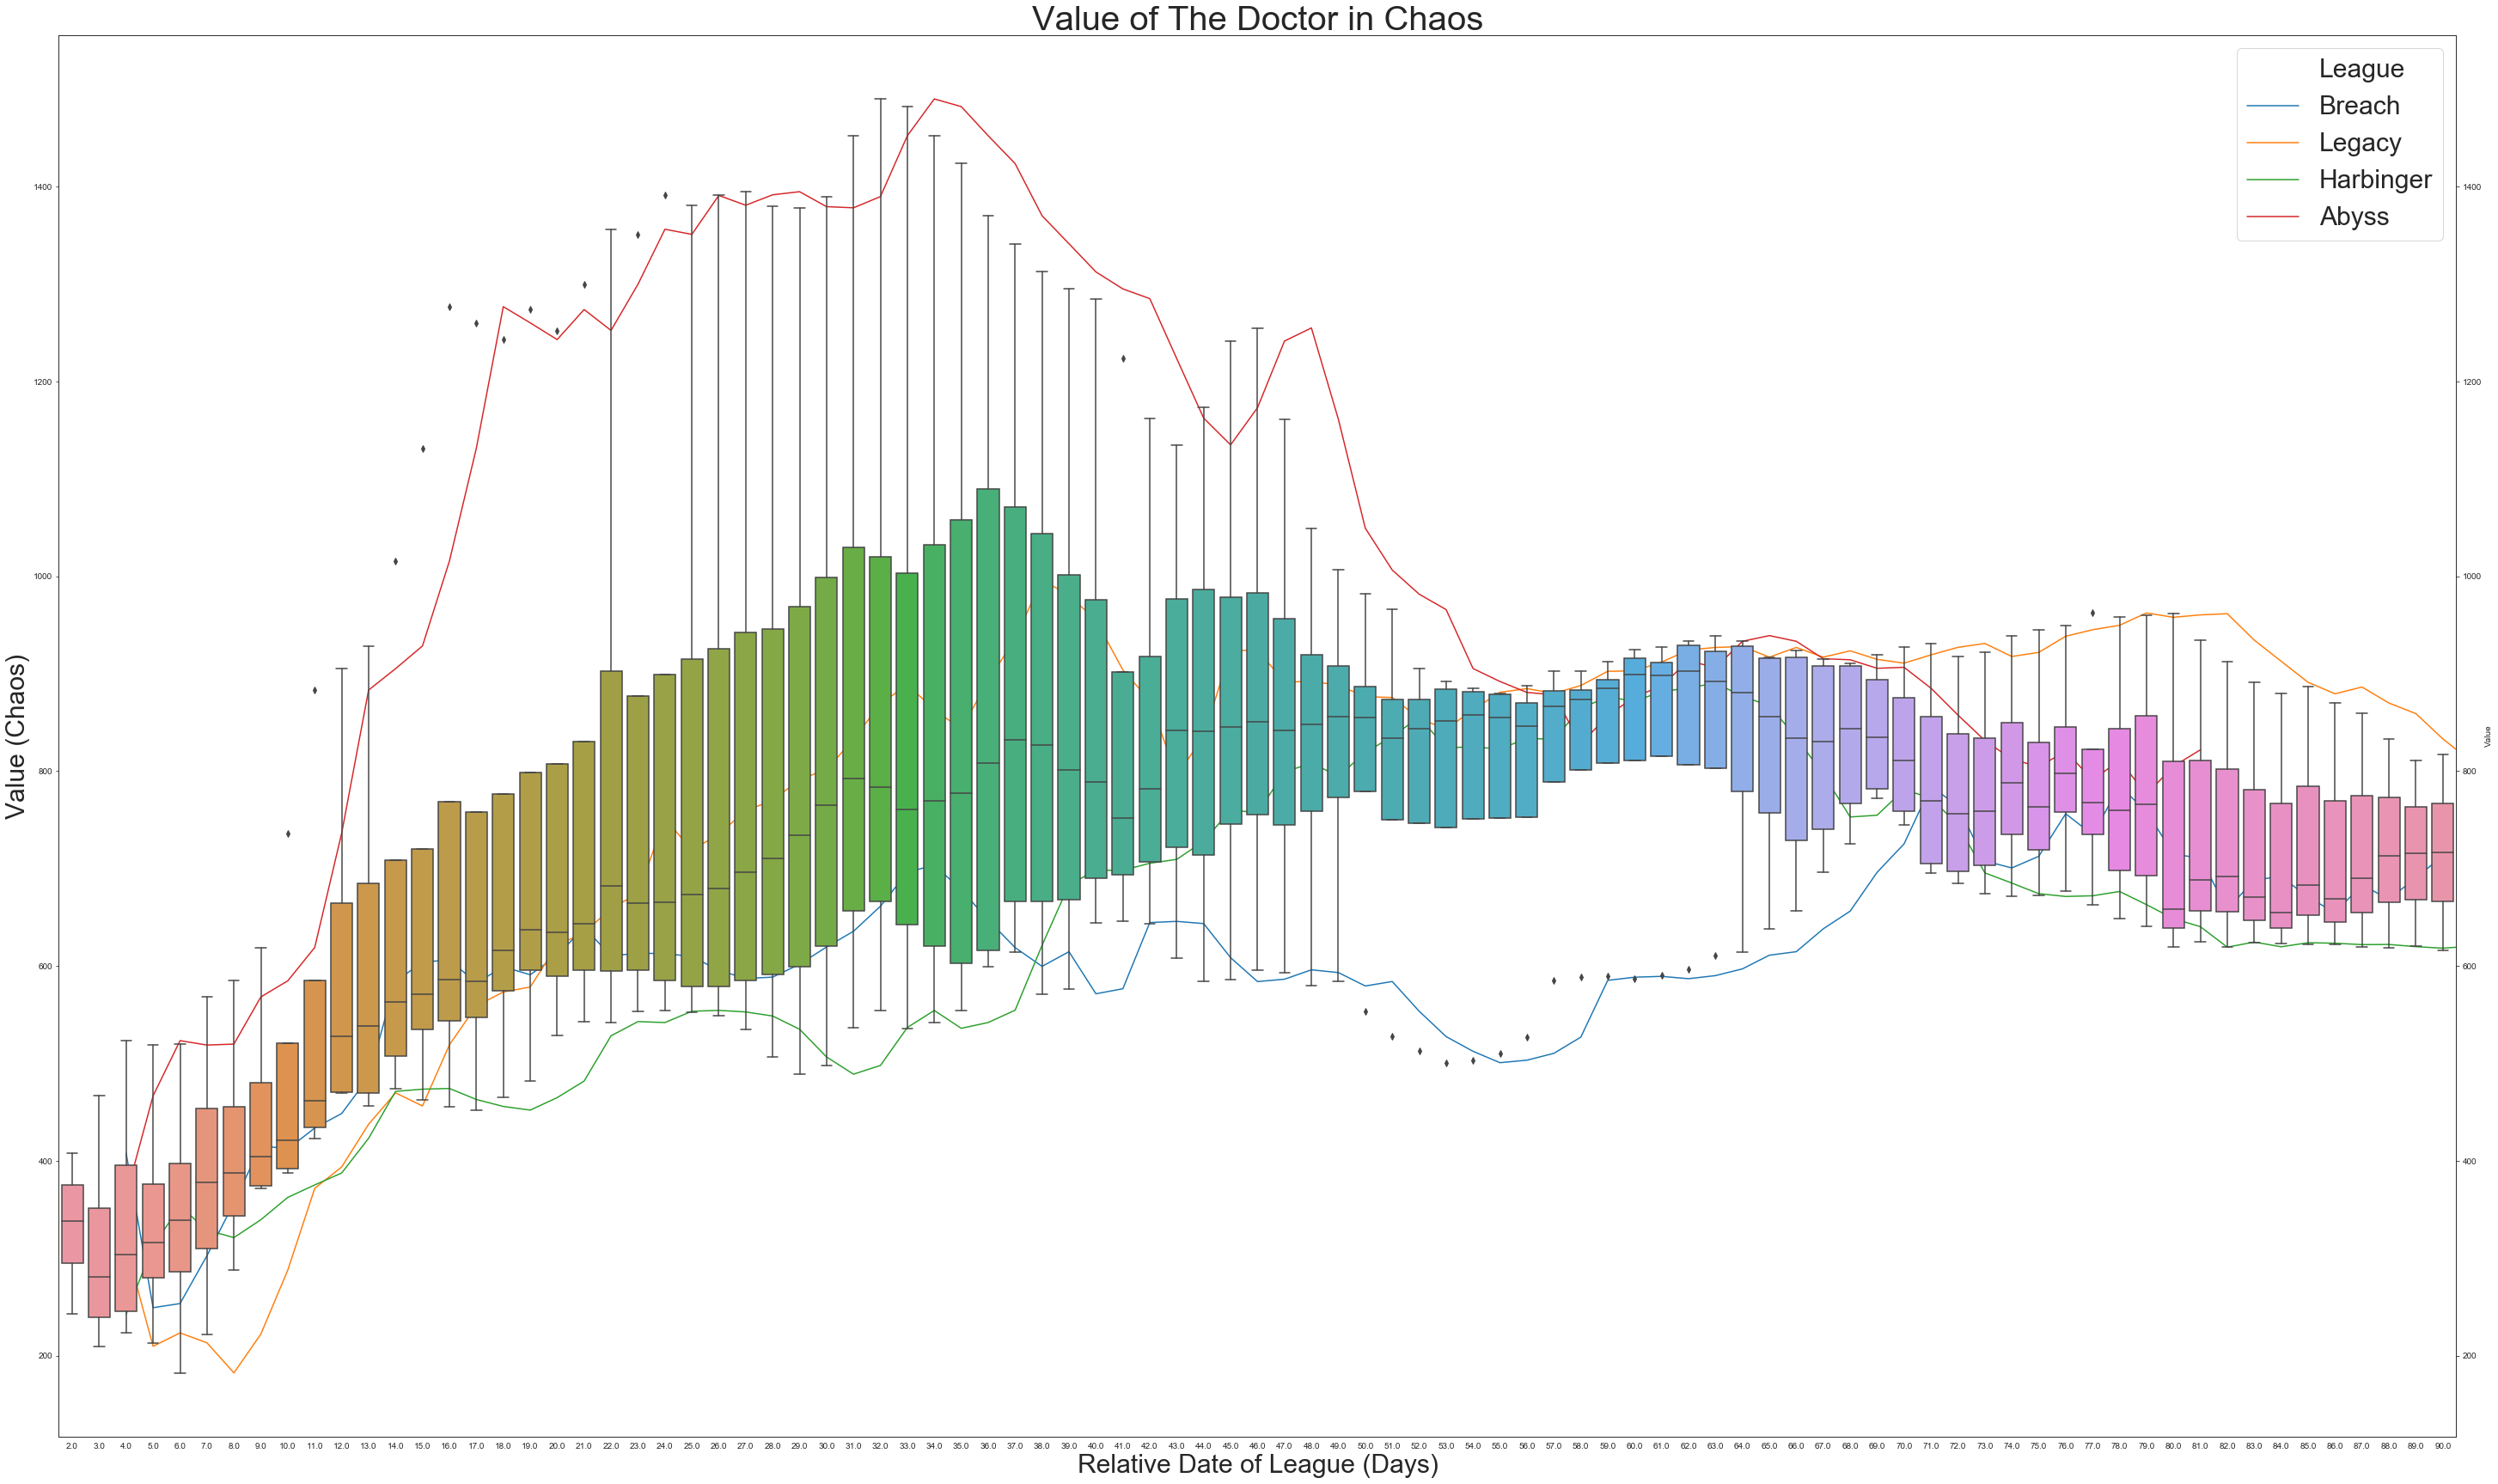 Value of The Doctor in Chaos
League
Breach
Legacy
Harbinger
Abyss
1400
1200
1000
800
600
400
200
Value (Chaos)
1400
1200
1000
800
600
400
200
Value
2.0 3.0 4.0 5.0 6.0 7.0 8.0 9.0 10.0 11.0 12.0 13.0 14.0 15.0 16.0 17.0 18.0 19.0 20.0 21.0 22.0 23.0 24.0 25.0 26.0 27.0 28.0 29.0 30.0 31.0 32.0 33.0 34.0 35.0 36.0 37.0 38.0 39.0 40.0 41.0 42.0 43.0 44.0 45.0 46.0 47.0 48.0 49.0 50.0 51.0 52.0 53.0 54.0 55.0 56.0 57.0 58.0 59.0 60.0 61.0 62.0 63.0 64.0 65.0 66.0 67.0 68.0 69.0 70.0 71.0 72.0 73.0 74.0 75.0 76.0 77.0 78.0 79.0 80.0 81.0 82.0 83.0 84.0 85.0 86.0 87.0 88.0 89.0 90.0
Relative Date of League (Days)